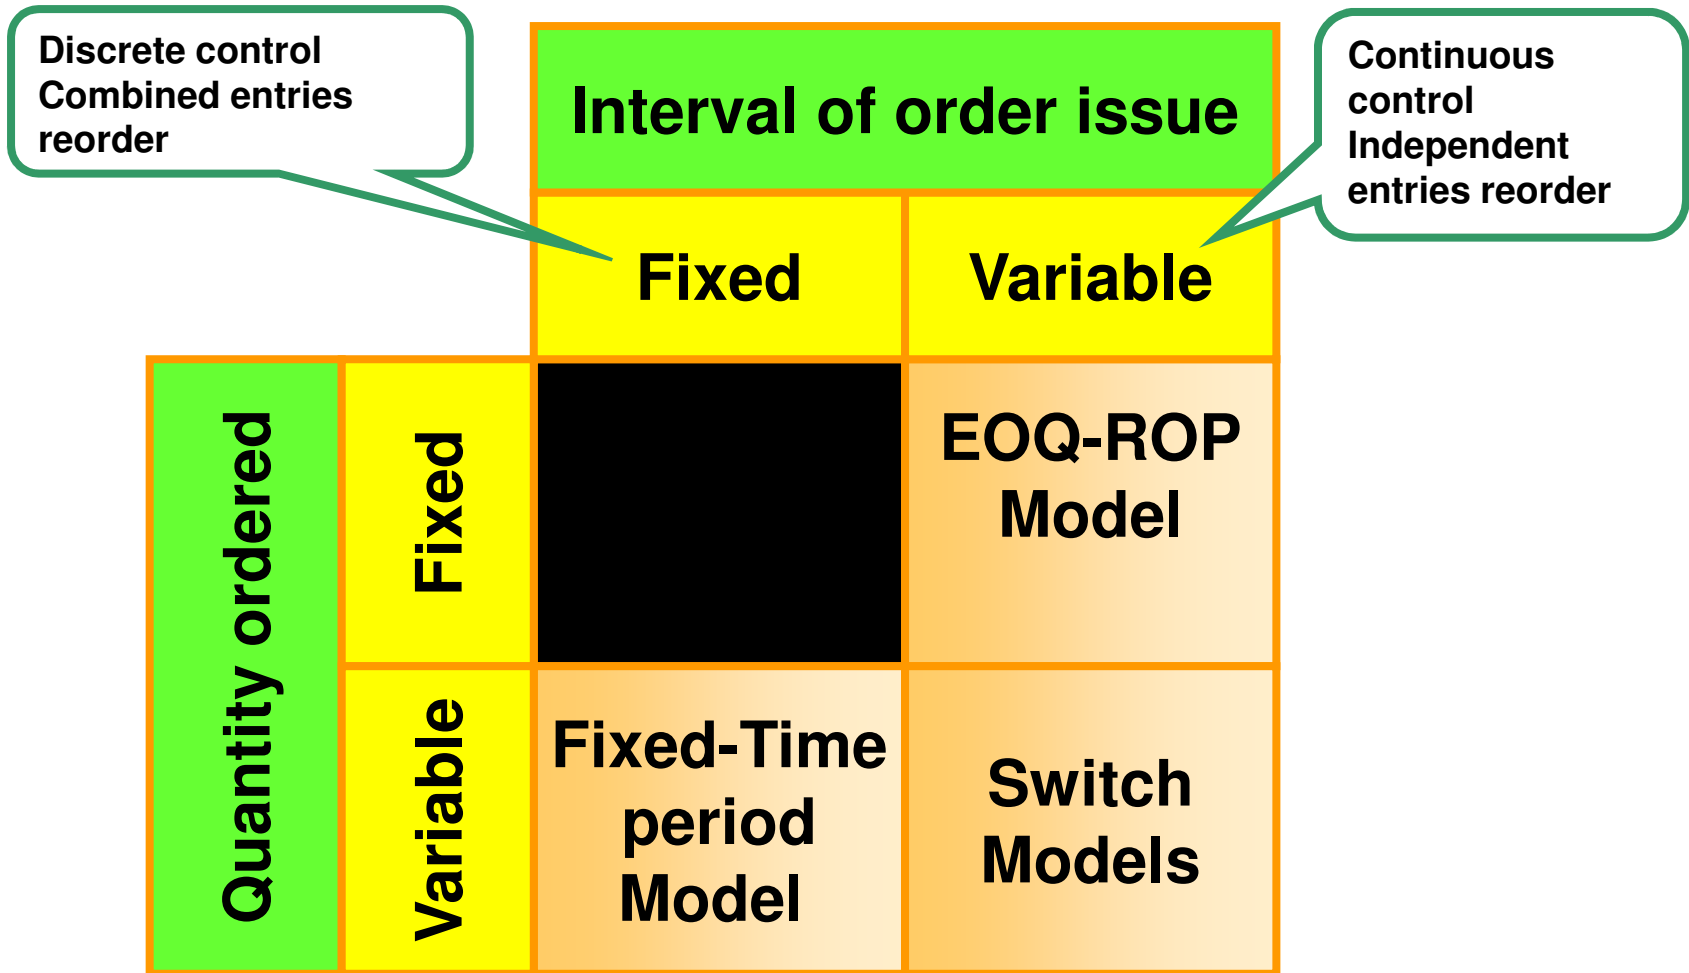 Discrete control
Combined entries
reorder
Interval of order issue
Continuous
control
Independent
entries reorder
Fixed
Variable
Quantity ordered
Fixed
EOQ-ROP
Model
Variable
Fixed-Time
period
Model
Switch
Models